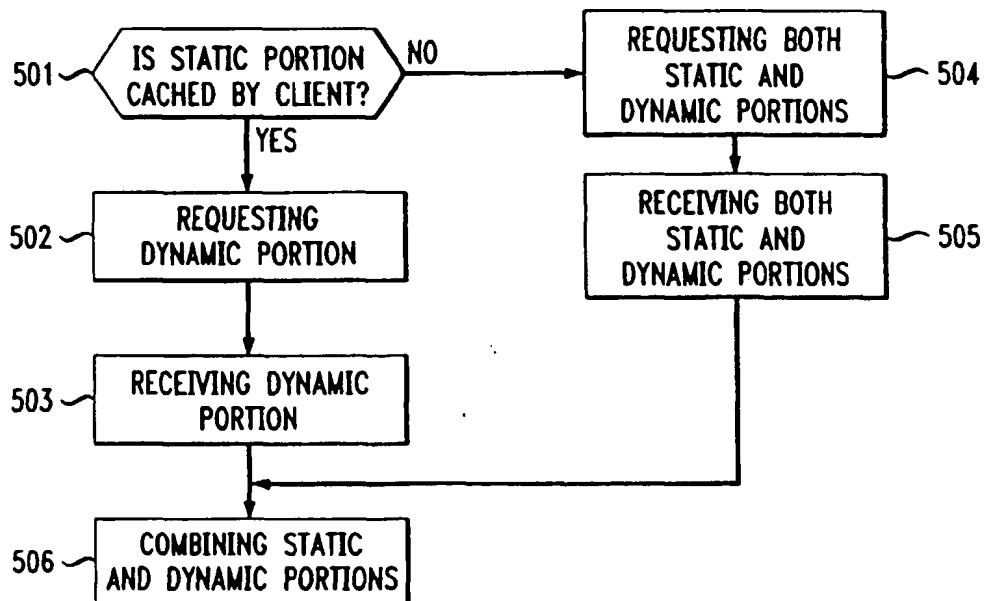 501
IS STATIC PORTION
CACHED BY CLIENT?
NO
YES
REQUESTING BOTH
STATIC AND
DYNAMIC PORTIONS
504
502
REQUESTING
DYNAMIC PORTION
RECEIVING BOTH
STATIC AND
DYNAMIC PORTIONS
505
503
RECEIVING DYNAMIC
PORTION
506
COMBINING STATIC
AND DYNAMIC PORTIONS